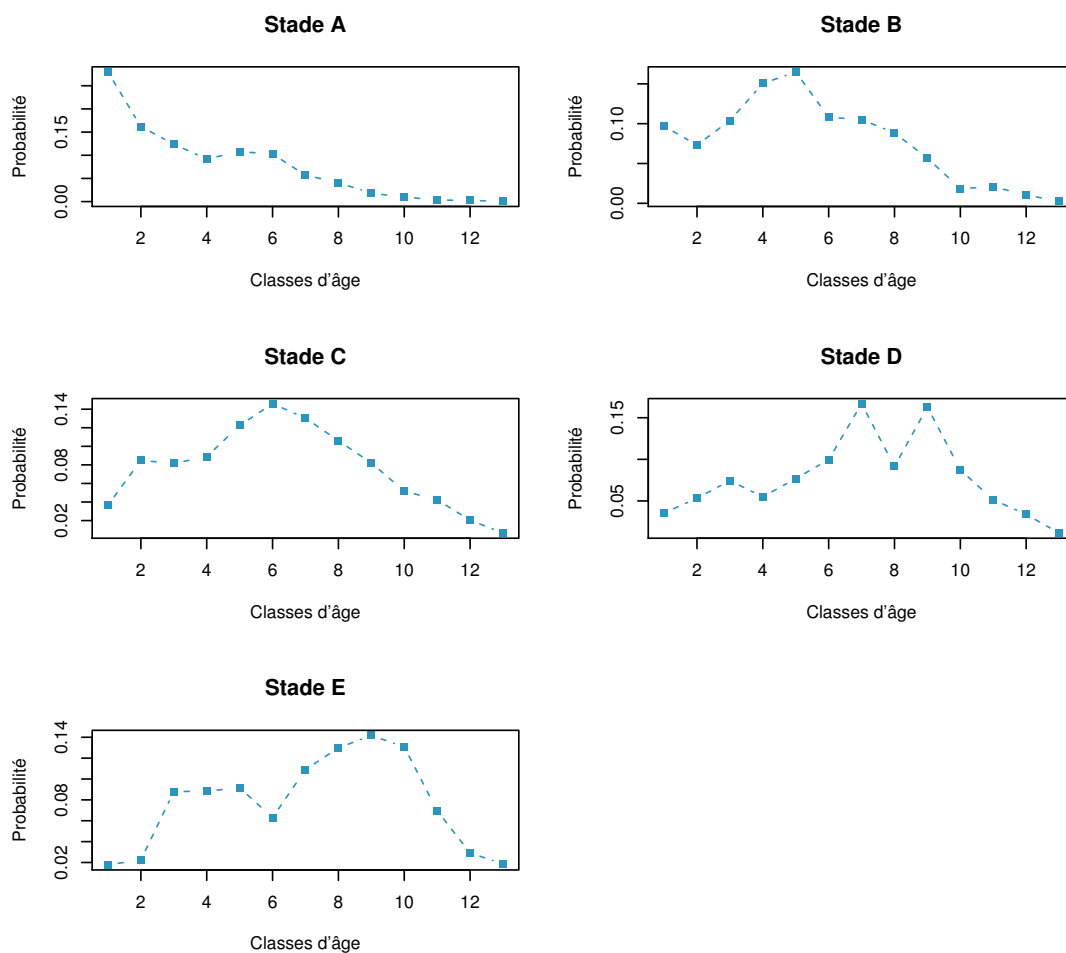 Stade A
Probabilité
0.00
0.15
2 4 6 8 10 12
Classes d'âge
Stade B
Probabilité
0.00
0.10
2 4 6 8 10 12
Classes d'âge
Stade C
Probabilité
0.02
0.08
0.14
2 4 6 8 10 12
Classes d'âge
Stade D
Probabilité
0.05
0.15
2 4 6 8 10 12
Classes d'âge
Stade E
Probabilité
0.02
0.08
0.14
2 4 6 8 10 12
Classes d'âge